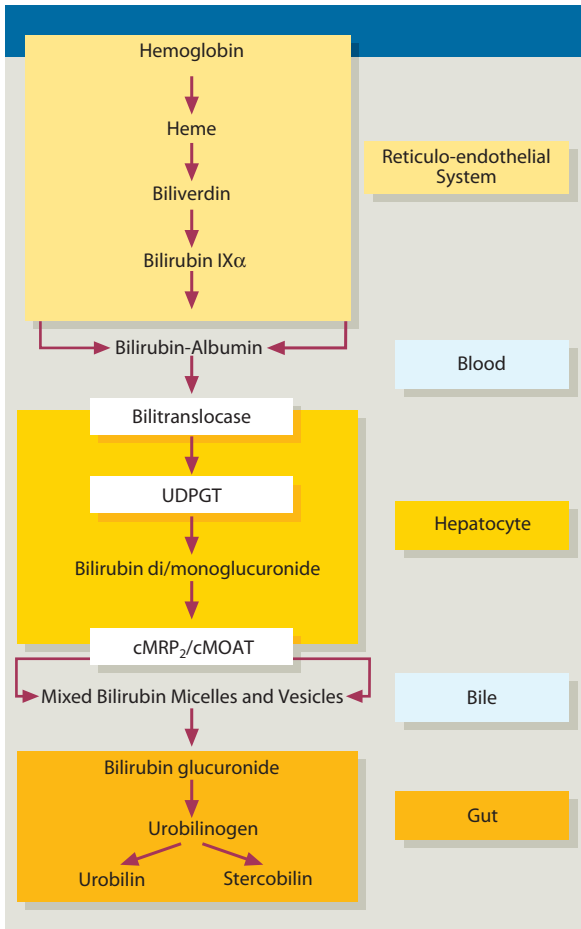 Hemoglobin
Heme
Reticulo-endothelial
System
Biliverdin
Bilirubin IXα
Bilirubin-Albumin
Blood
Bilitranslocase
UDPGT
Hepatocyte
Bilirubin di/monoglucuronide
cMRP₂/cMOAT
Mixed Bilirubin Micelles and Vesicles
Bile
Bilirubin glucuronide
Urobilinogen
Gut
Urobilin
Stercobilin